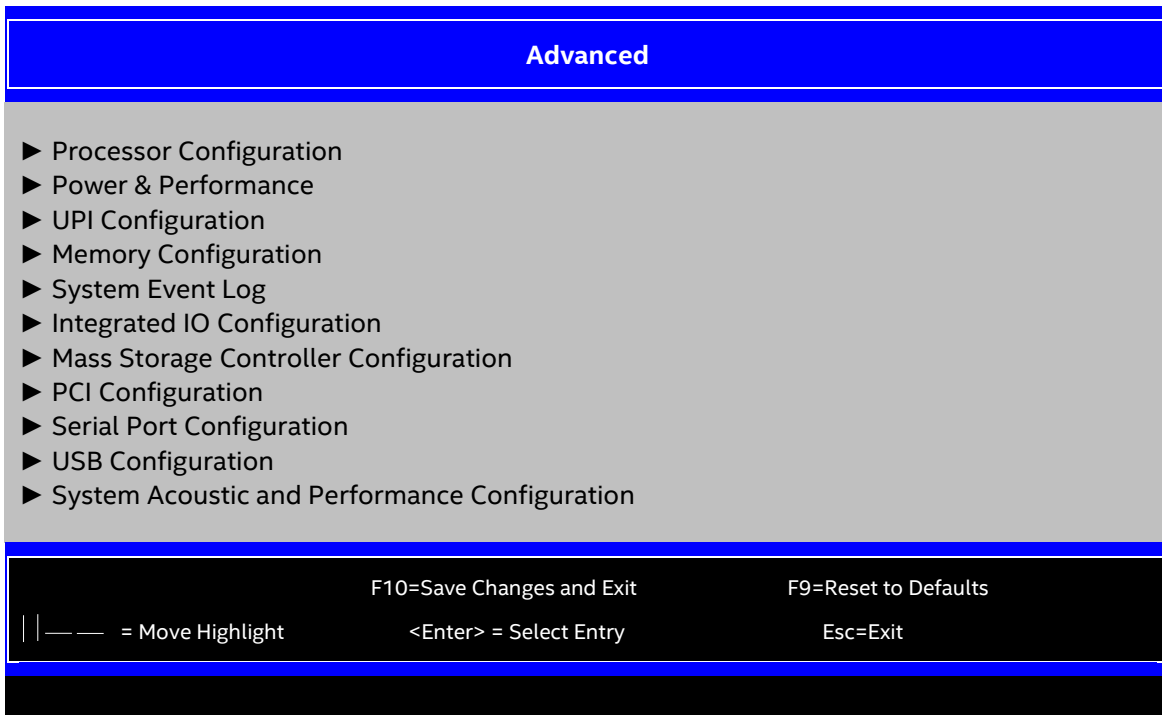 Advanced
► Processor Configuration
► Power & Performance
► UPI Configuration
► Memory Configuration
► System Event Log
► Integrated IO Configuration
► Mass Storage Controller Configuration
► PCI Configuration
► Serial Port Configuration
► USB Configuration
► System Acoustic and Performance Configuration
F10=Save Changes and Exit F9=Reset to Defaults
= Move Highlight <Enter> = Select Entry Esc=Exit